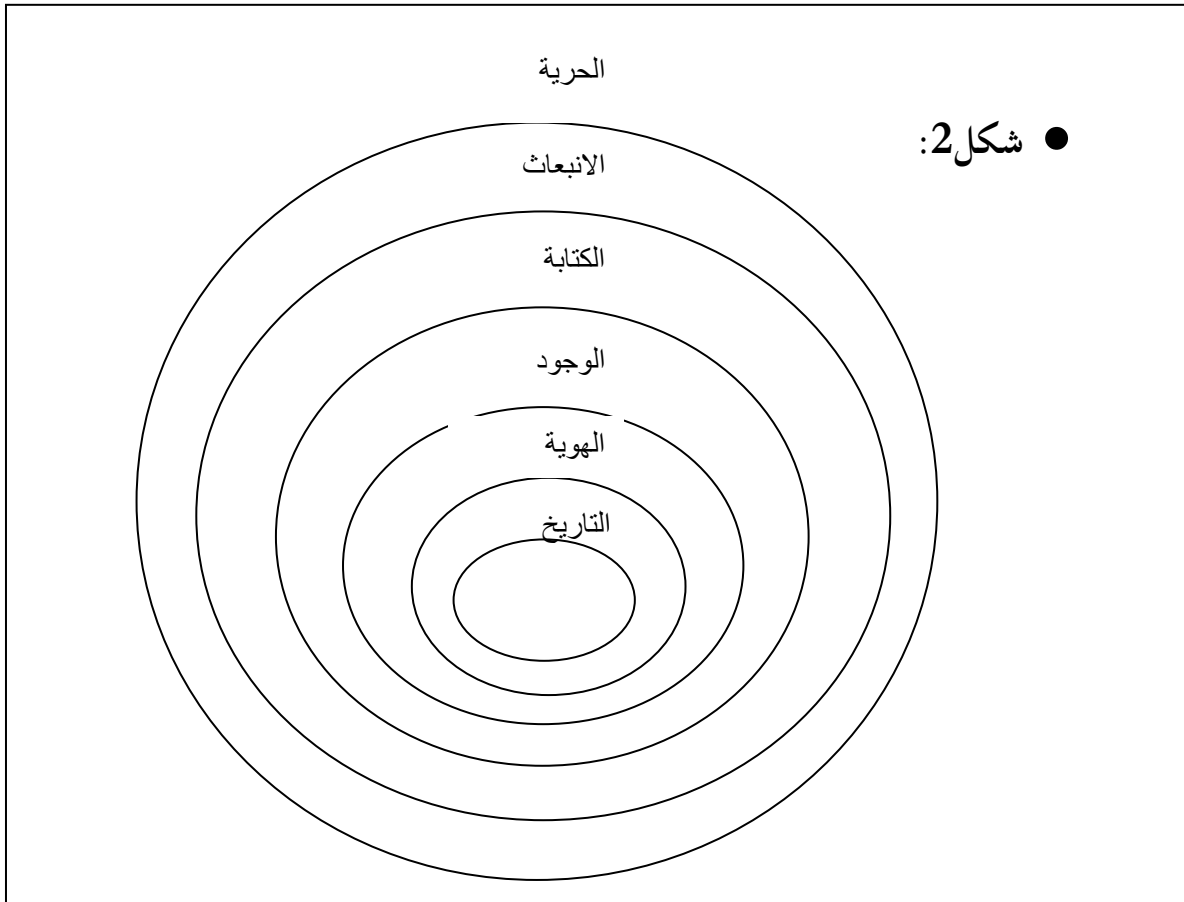 الحرية
● شكل2:
الانبعاث
الكتابة
الوجود
الهوية
التاريخ